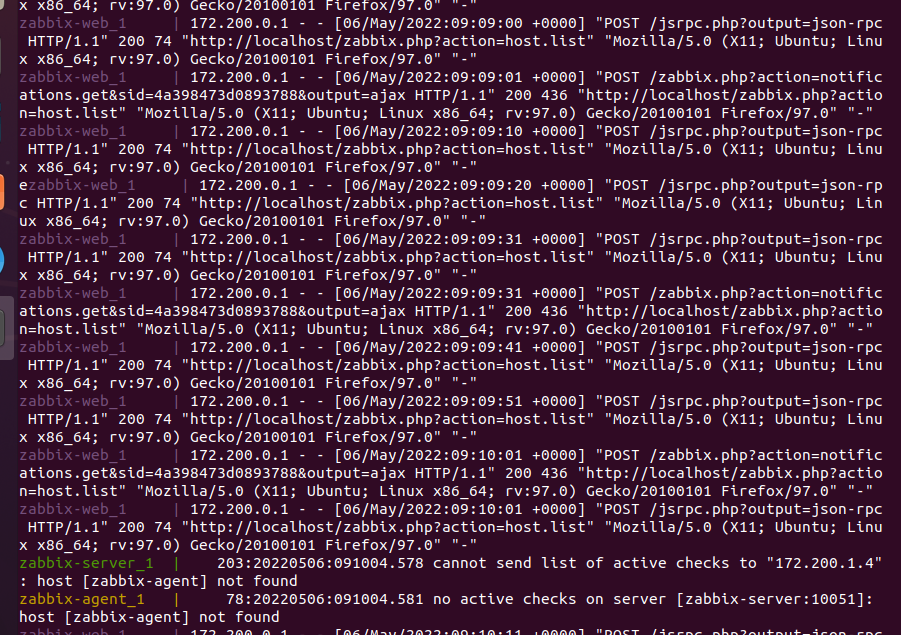 x x86_64; rv:97.0) Gecko/20100101 Firefox/97.0" "-"
zabbix-web_1     | 172.200.0.1 - - [06/May/2022:09:09:00 +0000] "POST /jsrpc.php?output=json-rpc
 HTTP/1.1" 200 74 "http://localhost/zabbix.php?action=host.list" "Mozilla/5.0 (X11; Ubuntu; Linu
x x86_64; rv:97.0) Gecko/20100101 Firefox/97.0" "-"
zabbix-web_1     | 172.200.0.1 - - [06/May/2022:09:09:01 +0000] "POST /zabbix.php?action=notific
ations.get&sid=4a398473d0893788&output=ajax HTTP/1.1" 200 436 "http://localhost/zabbix.php?actio
n=host.list" "Mozilla/5.0 (X11; Ubuntu; Linux x86_64; rv:97.0) Gecko/20100101 Firefox/97.0" "-"
zabbix-web_1     | 172.200.0.1 - - [06/May/2022:09:09:10 +0000] "POST /jsrpc.php?output=json-rpc
 HTTP/1.1" 200 74 "http://localhost/zabbix.php?action=host.list" "Mozilla/5.0 (X11; Ubuntu; Linu
x x86_64; rv:97.0) Gecko/20100101 Firefox/97.0" "-"
ezabbix-web_1     | 172.200.0.1 - - [06/May/2022:09:09:20 +0000] "POST /jsrpc.php?output=json-rp
c HTTP/1.1" 200 74 "http://localhost/zabbix.php?action=host.list" "Mozilla/5.0 (X11; Ubuntu; Lin
ux x86_64; rv:97.0) Gecko/20100101 Firefox/97.0" "-"
zabbix-web_1     | 172.200.0.1 - - [06/May/2022:09:09:31 +0000] "POST /jsrpc.php?output=json-rpc
 HTTP/1.1" 200 74 "http://localhost/zabbix.php?action=host.list" "Mozilla/5.0 (X11; Ubuntu; Linu
x x86_64; rv:97.0) Gecko/20100101 Firefox/97.0" "-"
zabbix-web_1     | 172.200.0.1 - - [06/May/2022:09:09:31 +0000] "POST /zabbix.php?action=notific
ations.get&sid=4a398473d0893788&output=ajax HTTP/1.1" 200 436 "http://localhost/zabbix.php?actio
n=host.list" "Mozilla/5.0 (X11; Ubuntu; Linux x86_64; rv:97.0) Gecko/20100101 Firefox/97.0" "-"
zabbix-web_1     | 172.200.0.1 - - [06/May/2022:09:09:41 +0000] "POST /jsrpc.php?output=json-rpc
 HTTP/1.1" 200 74 "http://localhost/zabbix.php?action=host.list" "Mozilla/5.0 (X11; Ubuntu; Linu
x x86_64; rv:97.0) Gecko/20100101 Firefox/97.0" "-"
zabbix-web_1     | 172.200.0.1 - - [06/May/2022:09:09:51 +0000] "POST /jsrpc.php?output=json-rpc
 HTTP/1.1" 200 74 "http://localhost/zabbix.php?action=host.list" "Mozilla/5.0 (X11; Ubuntu; Linu
x x86_64; rv:97.0) Gecko/20100101 Firefox/97.0" "-"
zabbix-web_1     | 172.200.0.1 - - [06/May/2022:09:10:01 +0000] "POST /zabbix.php?action=notific
ations.get&sid=4a398473d0893788&output=ajax HTTP/1.1" 200 436 "http://localhost/zabbix.php?actio
n=host.list" "Mozilla/5.0 (X11; Ubuntu; Linux x86_64; rv:97.0) Gecko/20100101 Firefox/97.0" "-"
zabbix-web_1     | 172.200.0.1 - - [06/May/2022:09:10:01 +0000] "POST /jsrpc.php?output=json-rpc
 HTTP/1.1" 200 74 "http://localhost/zabbix.php?action=host.list" "Mozilla/5.0 (X11; Ubuntu; Linu
x x86_64; rv:97.0) Gecko/20100101 Firefox/97.0" "-"
zabbix-server_1  |    203:20220506:091004.578 cannot send list of active checks to "172.200.1.4"
: host [zabbix-agent] not found
zabbix-agent_1   |     78:20220506:091004.581 no active checks on server [zabbix-server:10051]:
host [zabbix-agent] not found
zabbix-web_1     | 172.200.0.1 - - [06/May/2022:09:10:11 +0000] "POST /jsrpc.php?output=json-rpc